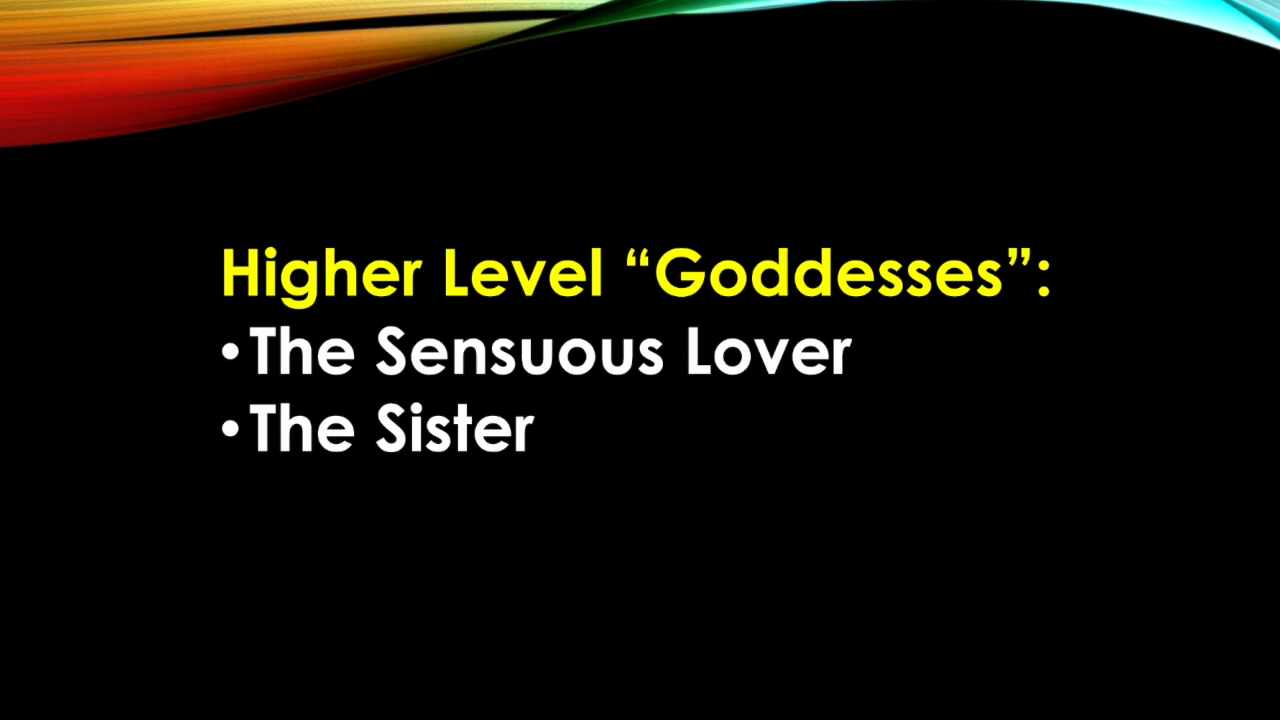 Higher Level “Goddesses”:
•The Sensuous Lover
•The Sister